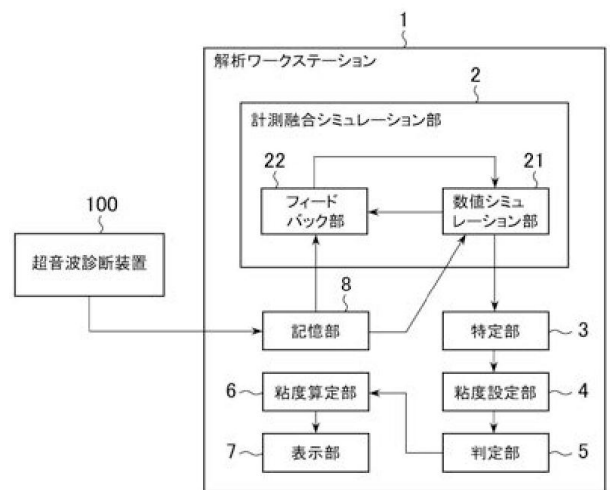 1
解析ワークステーション
2
計測融合シミュレーション部
22
21
フィード
バック部
数値シミュ
レーション部
100
超音波診断装置
8
記憶部
特定部
3
6
粘度算定部
粘度設定部
4
7
表示部
判定部
5